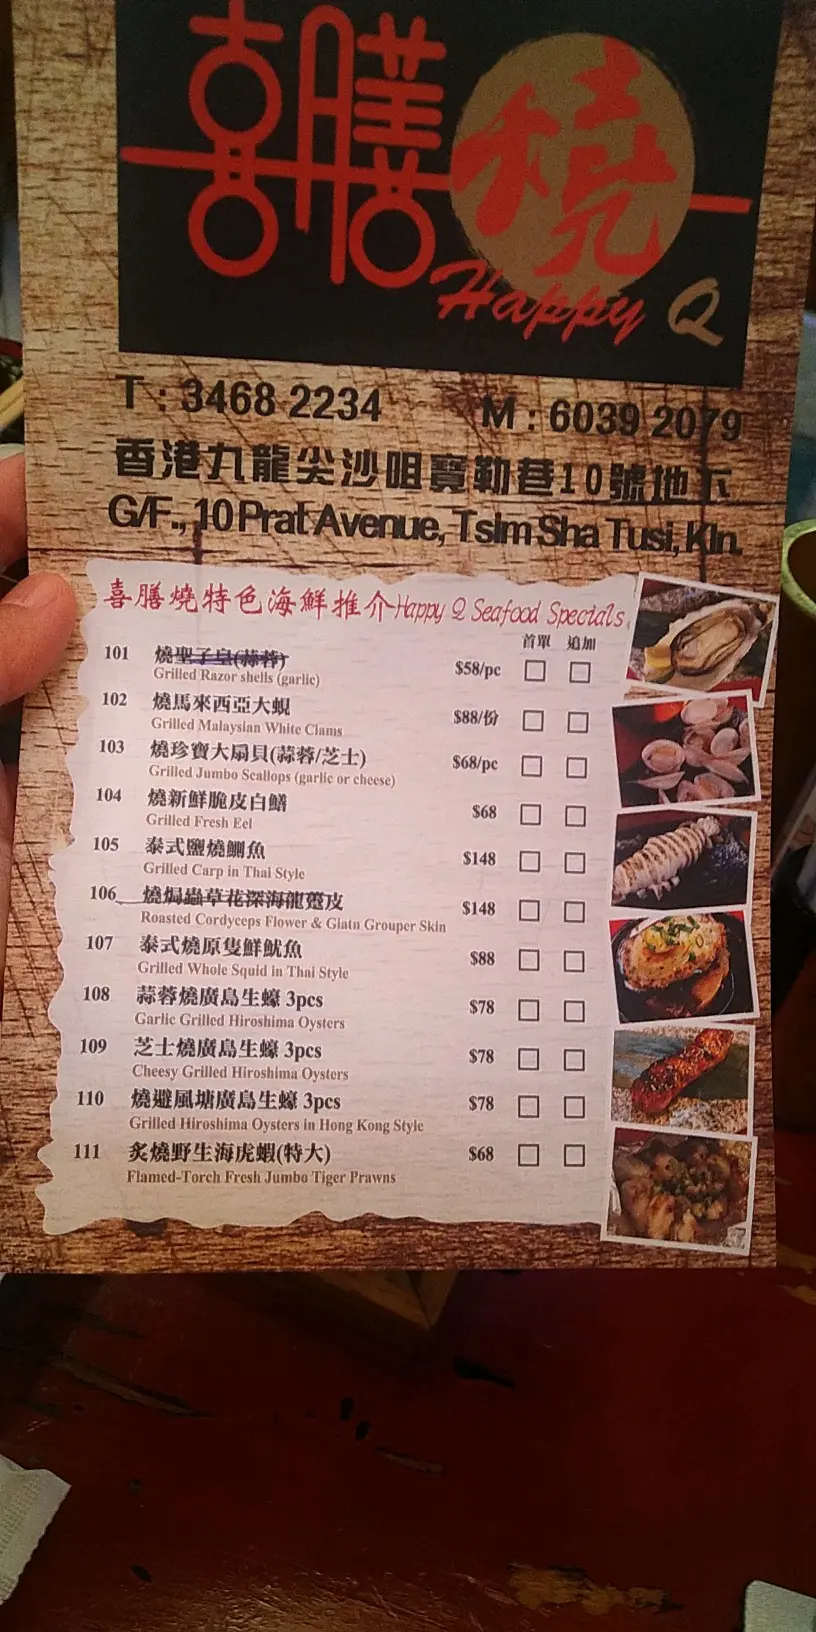 喜膳燒
Happy Q
T : 3468 2234 M : 6039 2079
香港九龍尖沙咀寶勒巷10號地下
G/F., 10 Prat Avenue, Tsim Sha Tusi, Kln.
喜膳燒特色海鮮推介Happy Q Seafood Specials
首單 追加
101 燒聖子皇(蒜蓉) $58/pc
Grilled Razor shells (garlic)
102 燒馬來西亞大蜆 $88/份
Grilled Malaysian White Clams
103 燒珍寶大扇貝(蒜蓉/芝士) $68/pc
Grilled Jumbo Scallops (garlic or cheese)
104 燒新鮮脆皮白鱔 $68
Grilled Fresh Eel
105 泰式鹽燒鯽魚 $148
Grilled Carp in Thai Style
106 燒焗蟲草花深海龍躉皮 $148
Roasted Cordyceps Flower & Giatn Grouper Skin
107 泰式燒原隻鮮魷魚 $88
Grilled Whole Squid in Thai Style
108 蒜蓉燒廣島生蠔 3pcs $78
Garlic Grilled Hiroshima Oysters
109 芝士燒廣島生蠔 3pcs $78
Cheesy Grilled Hiroshima Oysters
110 燒避風塘廣島生蠔 3pcs $78
Grilled Hiroshima Oysters in Hong Kong Style
111 炙燒野生海虎蝦(特大) $68
Flamed-Torch Fresh Jumbo Tiger Prawns